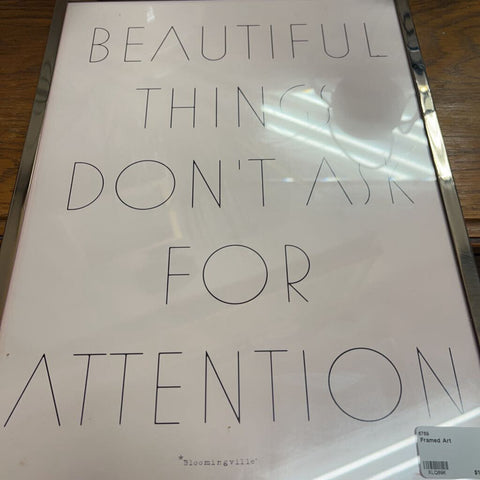 BEAUTIFUL
THINGS
DON'T ASK
FOR
ATTENTION
"Bloomingville"
Framed Art